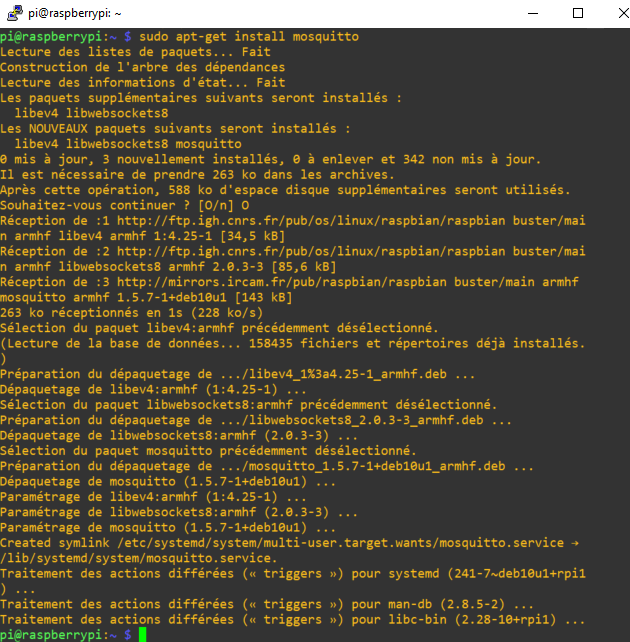 pi@raspberrypi: ~
pi@raspberrypi:~ $ sudo apt-get install mosquitto
Lecture des listes de paquets... Fait
Construction de l'arbre des dépendances
Lecture des informations d'état... Fait
Les paquets supplémentaires suivants seront installés :
  libev4 libwebsockets8
Les NOUVEAUX paquets suivants seront installés :
  libev4 libwebsockets8 mosquitto
0 mis à jour, 3 nouvellement installés, 0 à enlever et 342 non mis à jour.
Il est nécessaire de prendre 263 ko dans les archives.
Après cette opération, 588 ko d'espace disque supplémentaires seront utilisés.
Souhaitez-vous continuer ? [O/n] O
Réception de :1 http://ftp.igh.cnrs.fr/pub/os/linux/raspbian/raspbian buster/mai
n armhf libev4 armhf 1:4.25-1 [34,5 kB]
Réception de :2 http://ftp.igh.cnrs.fr/pub/os/linux/raspbian/raspbian buster/mai
n armhf libwebsockets8 armhf 2.0.3-3 [85,6 kB]
Réception de :3 http://mirrors.ircam.fr/pub/raspbian/raspbian buster/main armhf
mosquitto armhf 1.5.7-1+deb10u1 [143 kB]
263 ko réceptionnés en 1s (228 ko/s)
Sélection du paquet libev4:armhf précédemment désélectionné.
(Lecture de la base de données... 158435 fichiers et répertoires déjà installés.
)
Préparation du dépaquetage de .../libev4_1%3a4.25-1_armhf.deb ...
Dépaquetage de libev4:armhf (1:4.25-1) ...
Sélection du paquet libwebsockets8:armhf précédemment désélectionné.
Préparation du dépaquetage de .../libwebsockets8_2.0.3-3_armhf.deb ...
Dépaquetage de libwebsockets8:armhf (2.0.3-3) ...
Sélection du paquet mosquitto précédemment désélectionné.
Préparation du dépaquetage de .../mosquitto_1.5.7-1+deb10u1_armhf.deb ...
Dépaquetage de mosquitto (1.5.7-1+deb10u1) ...
Paramétrage de libev4:armhf (1:4.25-1) ...
Paramétrage de libwebsockets8:armhf (2.0.3-3) ...
Paramétrage de mosquitto (1.5.7-1+deb10u1) ...
Created symlink /etc/systemd/system/multi-user.target.wants/mosquitto.service →
/lib/systemd/system/mosquitto.service.
Traitement des actions différées (« triggers ») pour systemd (241-7~deb10u1+rpi1
) ...
Traitement des actions différées (« triggers ») pour man-db (2.8.5-2) ...
Traitement des actions différées (« triggers ») pour libc-bin (2.28-10+rpi1) ...
pi@raspberrypi:~ $